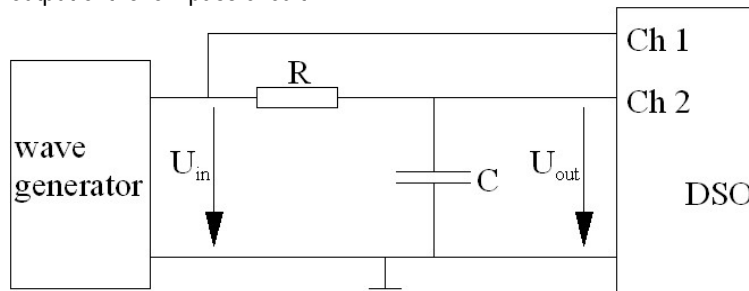 Ch 1
R
Ch 2
wave
generator
U_in
C
U_out
DSO